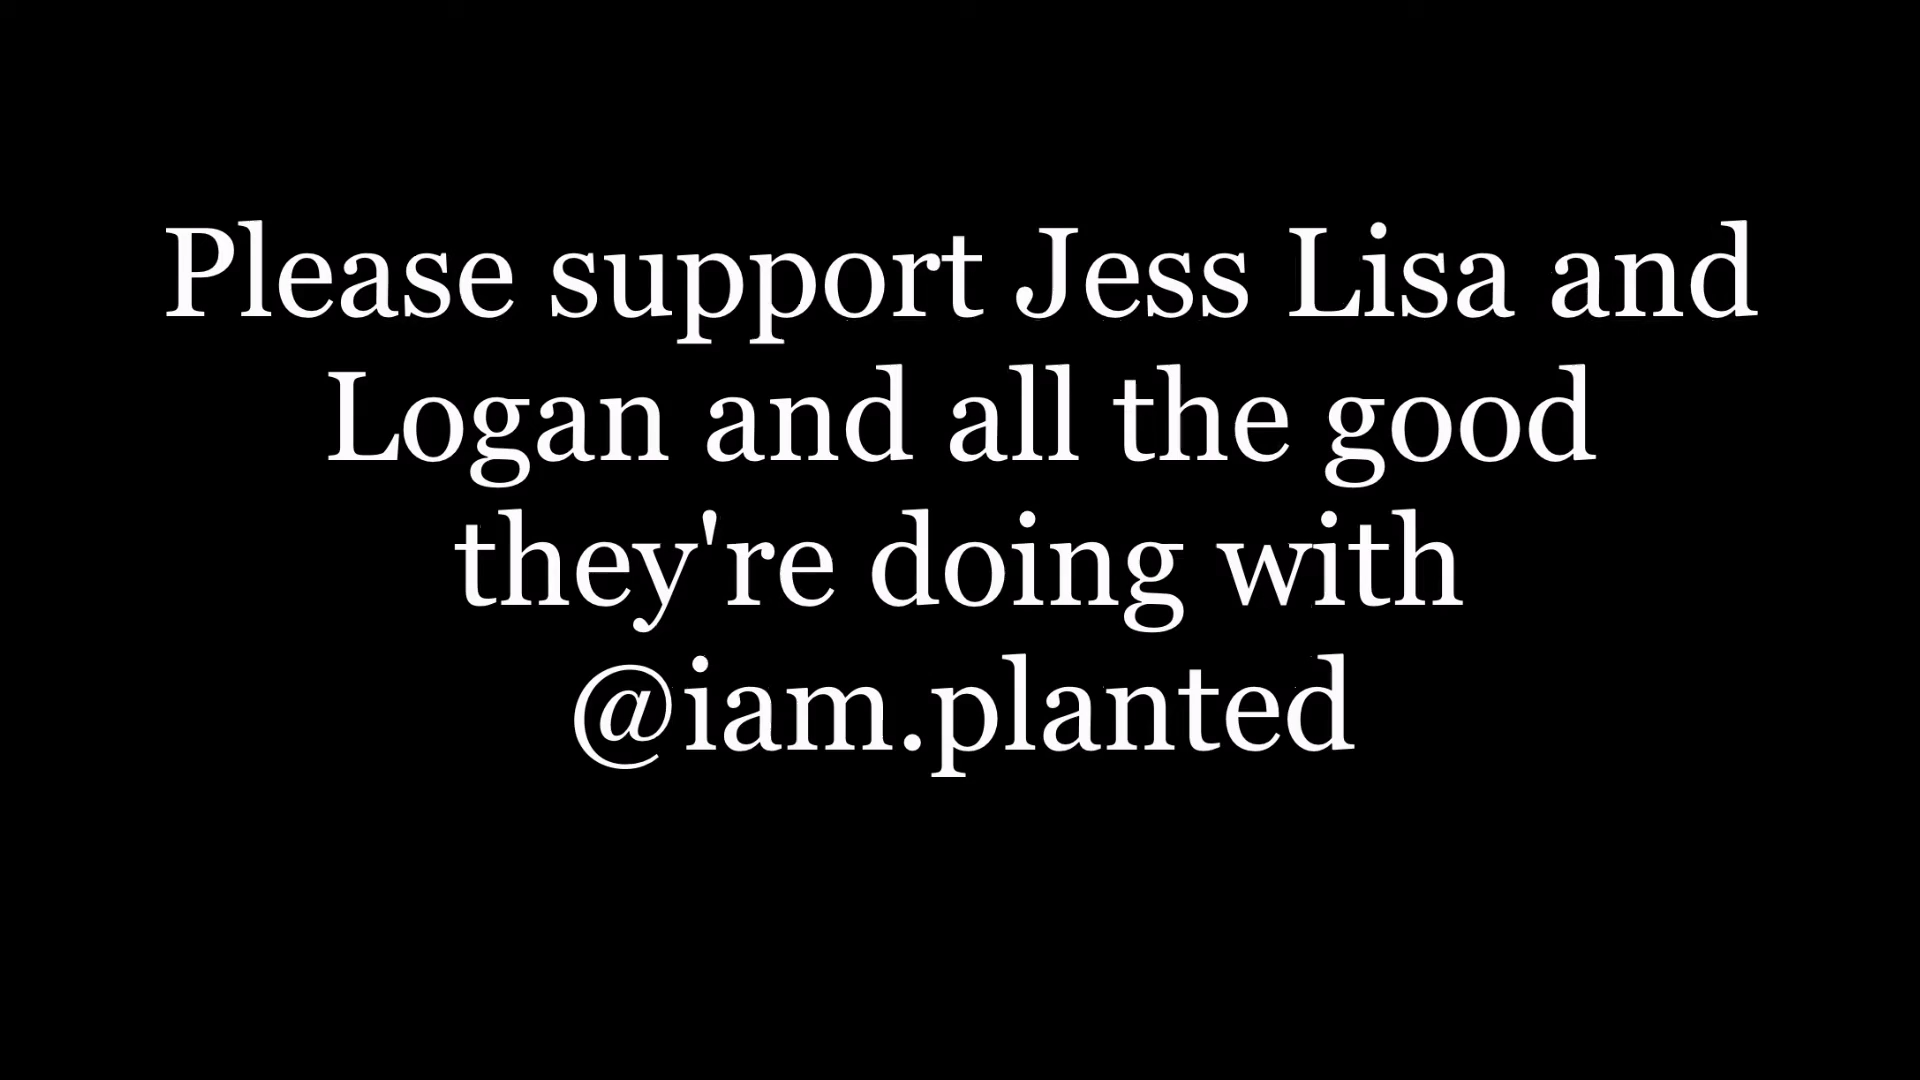 Please support Jess Lisa and
Logan and all the good
they're doing with
@iam.planted